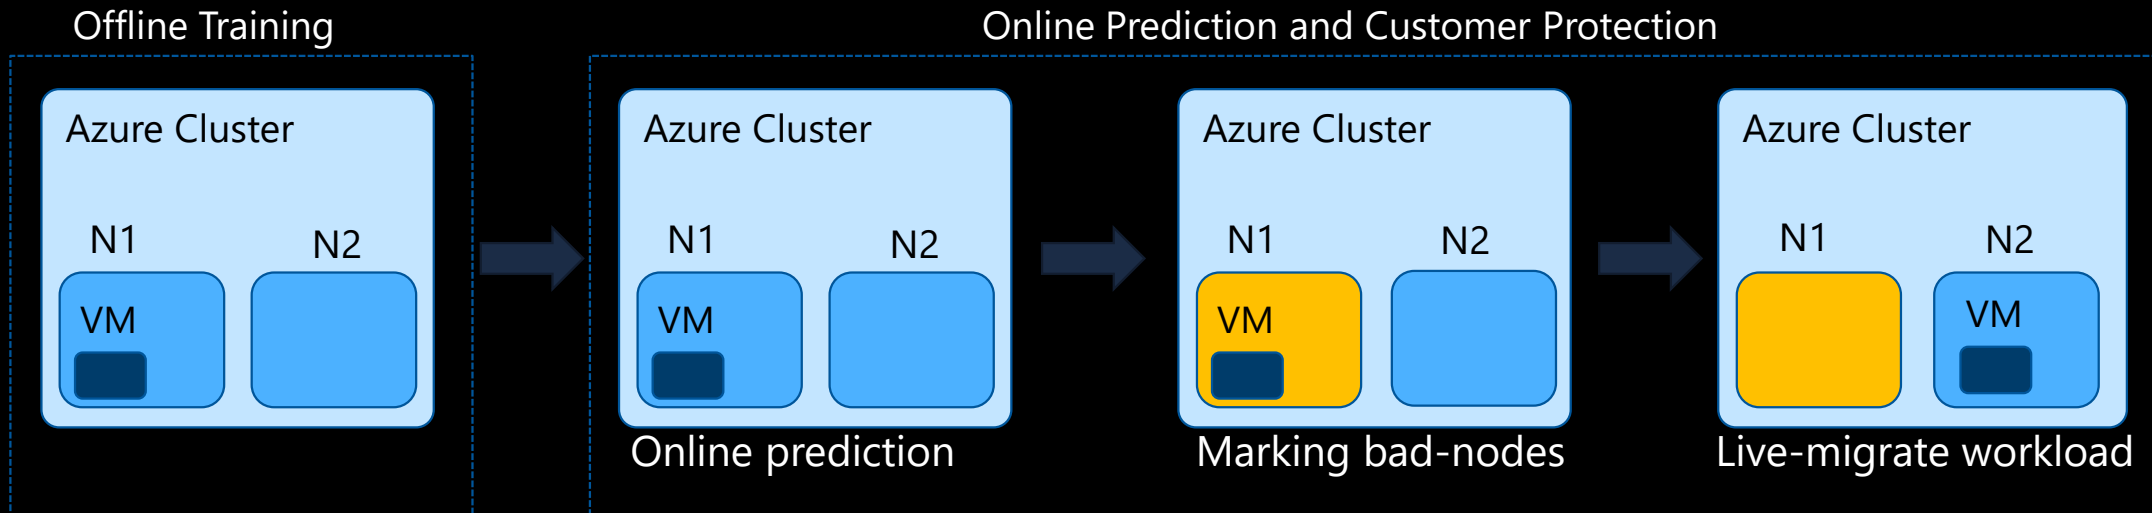 Offline Training
Online Prediction and Customer Protection
Azure Cluster
N1
N2
VM
Azure Cluster
N1
N2
VM
Online prediction
Azure Cluster
N1
N2
VM
Marking bad-nodes
Azure Cluster
N1
N2
VM
Live-migrate workload